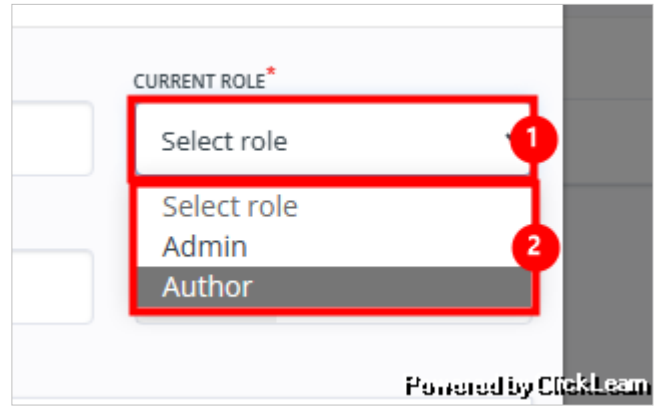 CURRENT ROLE*
Select role
1
Select role
Admin
2
Author
Powered by ClickLearn